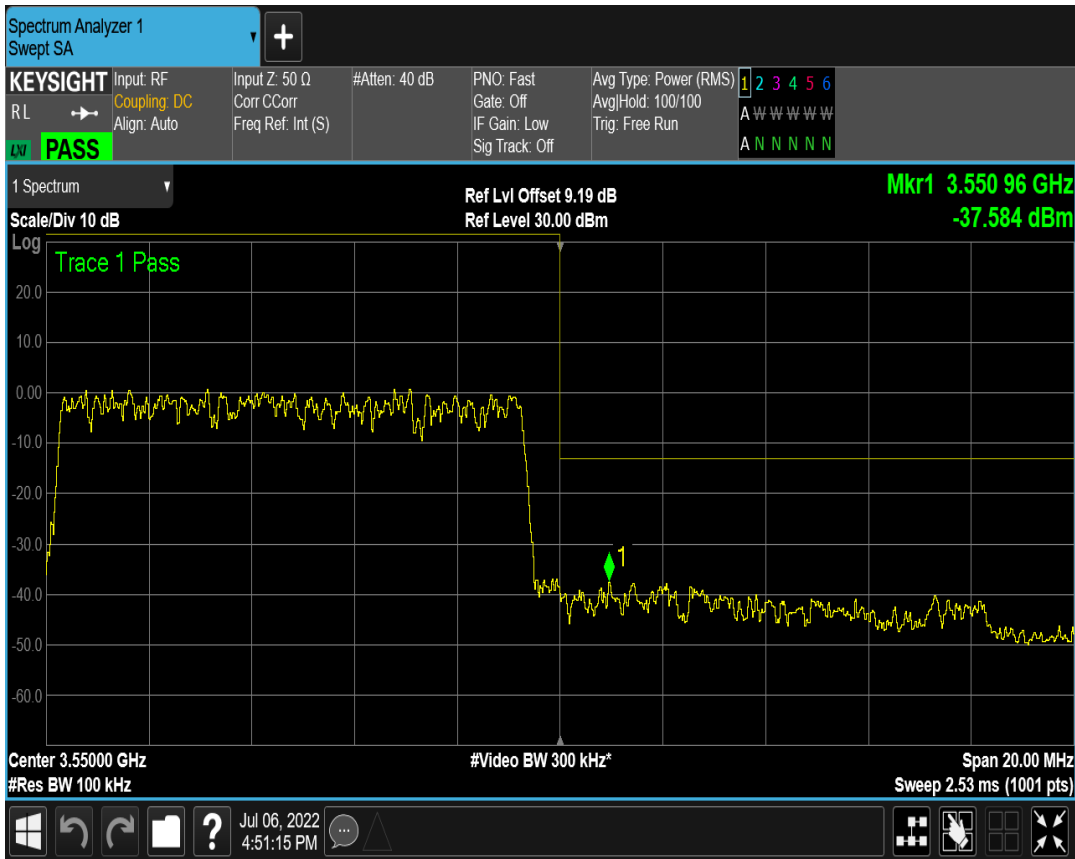 Spectrum Analyzer 1
Swept SA
+
KEYSIGHT
RL
LXI PASS
Input: RF
Coupling: DC
Align: Auto
Input Z: 50 Ω
Corr CCorr
Freq Ref: Int (S)
#Atten: 40 dB
PNO: Fast
Gate: Off
IF Gain: Low
Sig Track: Off
Avg Type: Power (RMS)
Avg|Hold: 100/100
Trig: Free Run
1 2 3 4 5 6
A W W W W W
A N N N N N
1 Spectrum
Scale/Div 10 dB
Ref Lvl Offset 9.19 dB
Ref Level 30.00 dBm
Mkr1 3.550 96 GHz
-37.584 dBm
Log
Trace 1 Pass
20.0
10.0
0.00
-10.0
-20.0
-30.0
-40.0
-50.0
-60.0
1
Center 3.55000 GHz
#Res BW 100 kHz
#Video BW 300 kHz*
Span 20.00 MHz
Sweep 2.53 ms (1001 pts)
?
Jul 06, 2022
4:51:15 PM